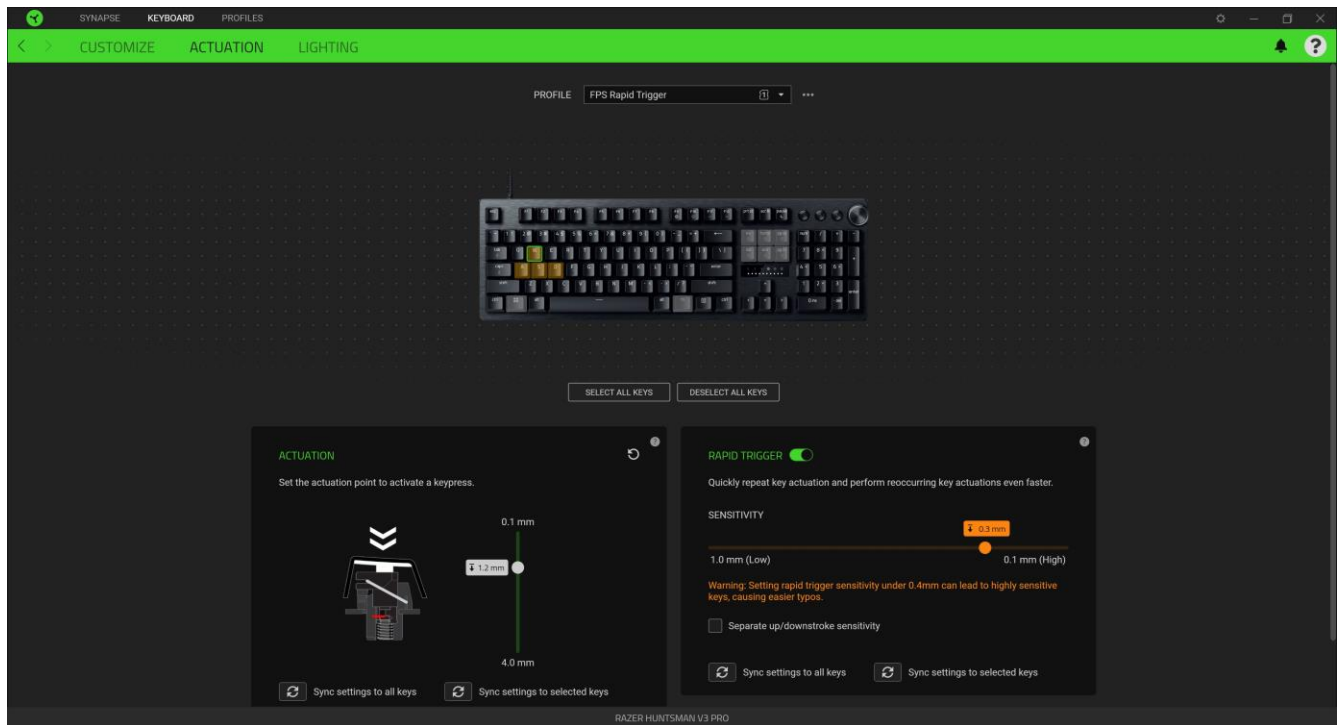 SYNAPSE KEYBOARD PROFILES
CUSTOMIZE ACTUATION LIGHTING
?
PROFILE FPS Rapid Trigger 1
SELECT ALL KEYS DESELECT ALL KEYS
ACTUATION
?
Set the actuation point to activate a keypress.
0.1 mm
1.2 mm
4.0 mm
Sync settings to all keys Sync settings to selected keys
RAPID TRIGGER
?
Quickly repeat key actuation and perform reoccurring key actuations even faster.
SENSITIVITY
0.3 mm
1.0 mm (Low) 0.1 mm (High)
Warning: Setting rapid trigger sensitivity under 0.4mm can lead to highly sensitive
keys, causing easier typos.
Separate up/downstroke sensitivity
Sync settings to all keys Sync settings to selected keys
RAZER HUNTSMAN V3 PRO